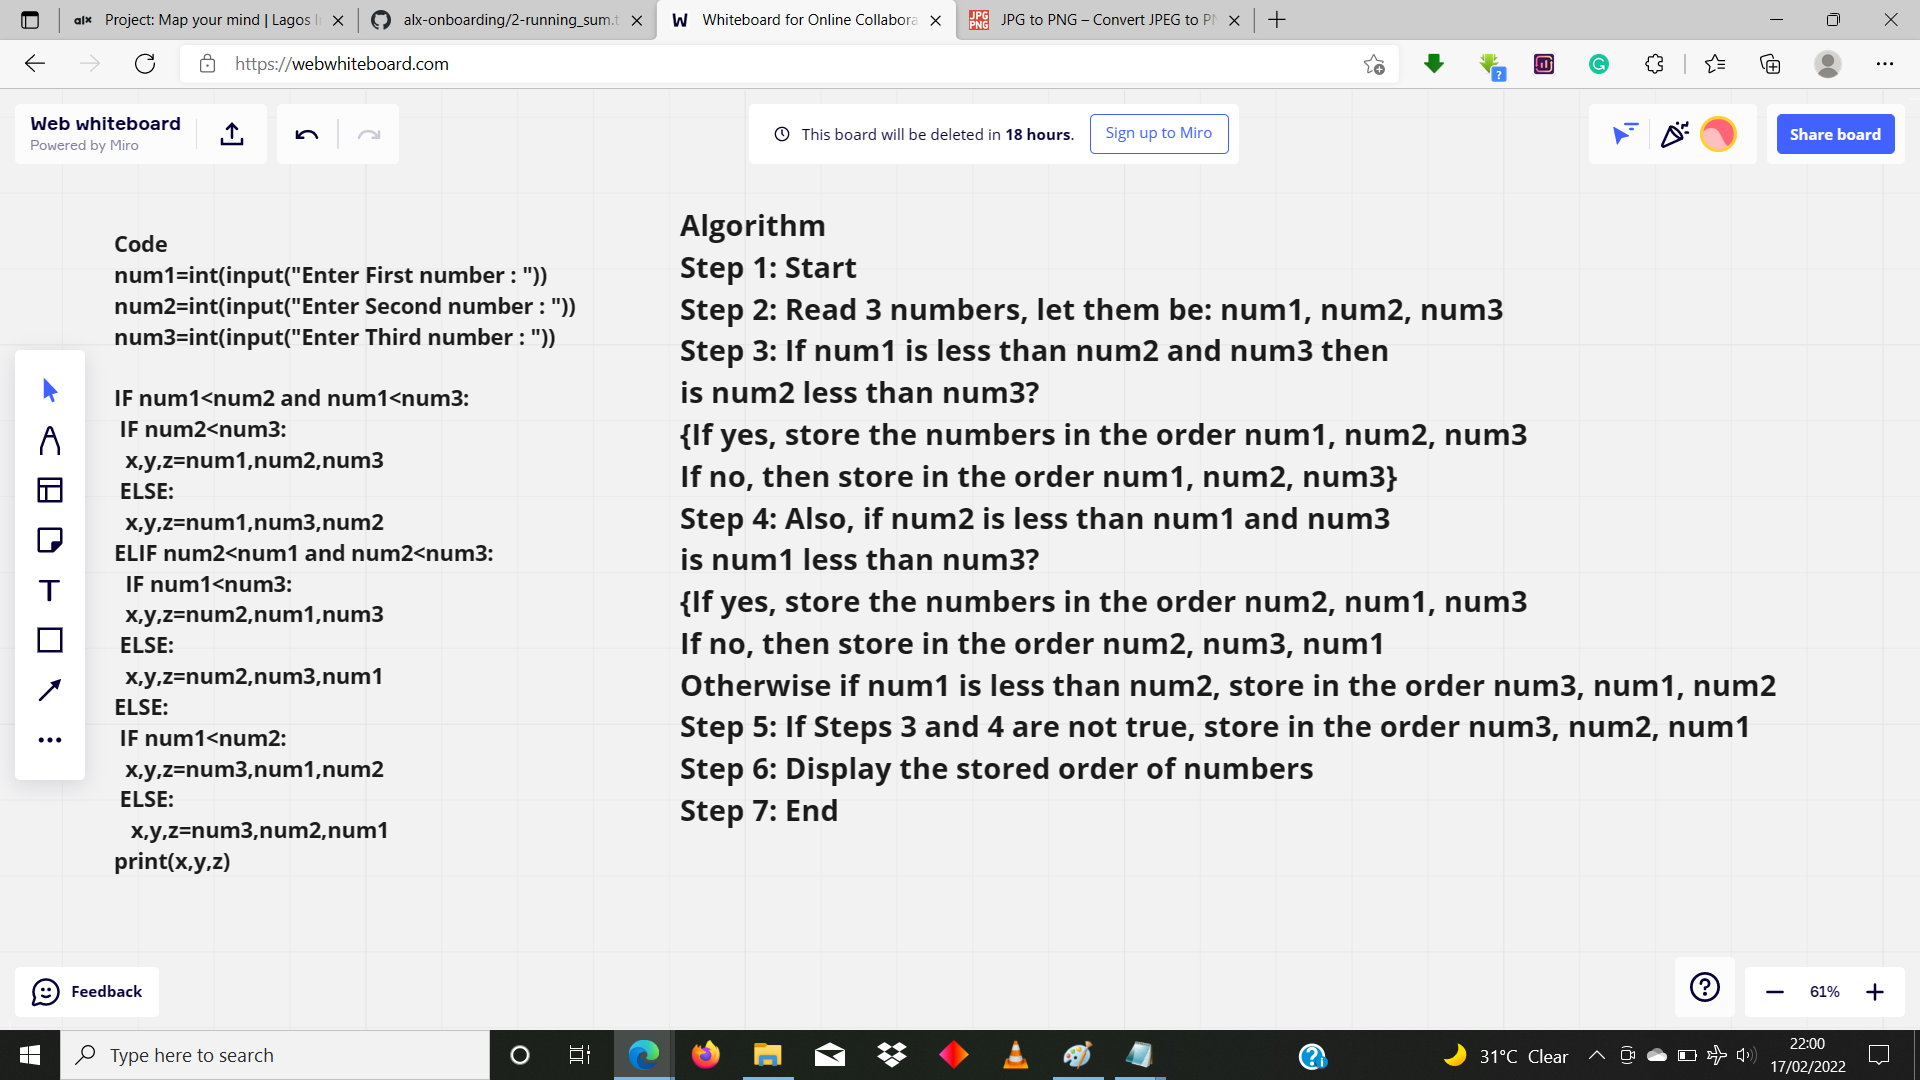 Project: Map your mind | Lagos
alx-onboarding/2-running_sum.
Whiteboard for Online Collabora
JPG to PNG – Convert JPEG to
https://webwhiteboard.com
Web whiteboard
Powered by Miro
This board will be deleted in 18 hours.
Sign up to Miro
Share board
Code
num1=int(input("Enter First number : "))
num2=int(input("Enter Second number : "))
num3=int(input("Enter Third number : "))
IF num1<num2 and num1<num3:
IF num2<num3:
x,y,z=num1,num2,num3
ELSE:
x,y,z=num1,num3,num2
ELIF num2<num1 and num2<num3:
IF num1<num3:
x,y,z=num2,num1,num3
ELSE:
x,y,z=num2,num3,num1
ELSE:
IF num1<num2:
x,y,z=num3,num1,num2
ELSE:
x,y,z=num3,num2,num1
print(x,y,z)
Algorithm
Step 1: Start
Step 2: Read 3 numbers, let them be: num1, num2, num3
Step 3: If num1 is less than num2 and num3 then
is num2 less than num3?
{If yes, store the numbers in the order num1, num2, num3
If no, then store in the order num1, num2, num3}
Step 4: Also, if num2 is less than num1 and num3
is num1 less than num3?
{If yes, store the numbers in the order num2, num1, num3
If no, then store in the order num2, num3, num1
Otherwise if num1 is less than num2, store in the order num3, num1, num2
Step 5: If Steps 3 and 4 are not true, store in the order num3, num2, num1
Step 6: Display the stored order of numbers
Step 7: End
Feedback
61%
Type here to search
31°C Clear
22:00
17/02/2022